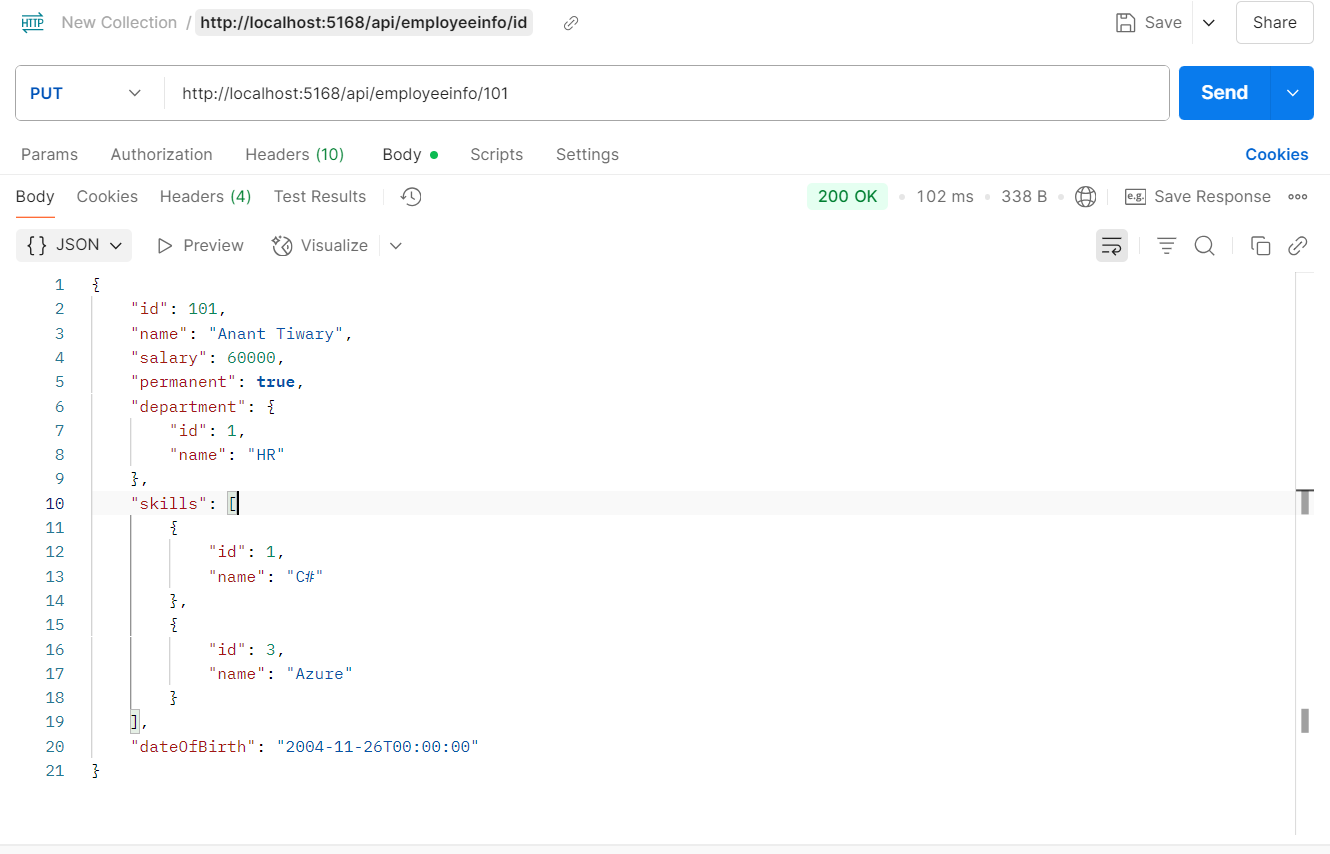 HTTP New Collection / http://localhost:5168/api/employeeinfo/id Save Share
PUT http://localhost:5168/api/employeeinfo/101 Send
Params Authorization Headers (10) Body Scripts Settings Cookies
Body Cookies Headers (4) Test Results 200 OK 102 ms 338 B e.g. Save Response
{} JSON Preview Visualize
1 {
2 "id": 101,
3 "name": "Anant Tiwary",
4 "salary": 60000,
5 "permanent": true,
6 "department": {
7 "id": 1,
8 "name": "HR"
9 },
10 "skills": [
11 {
12 "id": 1,
13 "name": "C#"
14 },
15 {
16 "id": 3,
17 "name": "Azure"
18 }
19 ],
20 "dateOfBirth": "2004-11-26T00:00:00"
21 }